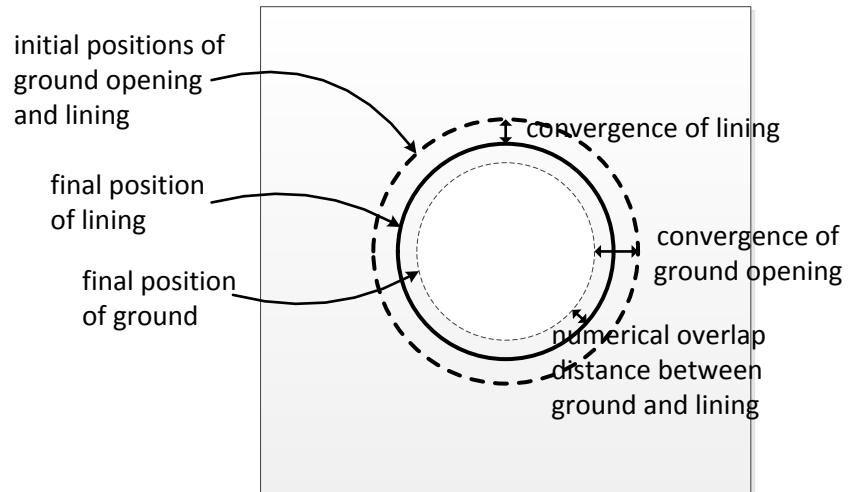 initial positions of
ground opening
and lining
convergence of lining
final position
of lining
convergence of
ground opening
final position
of ground
numerical overlap
distance between
ground and lining